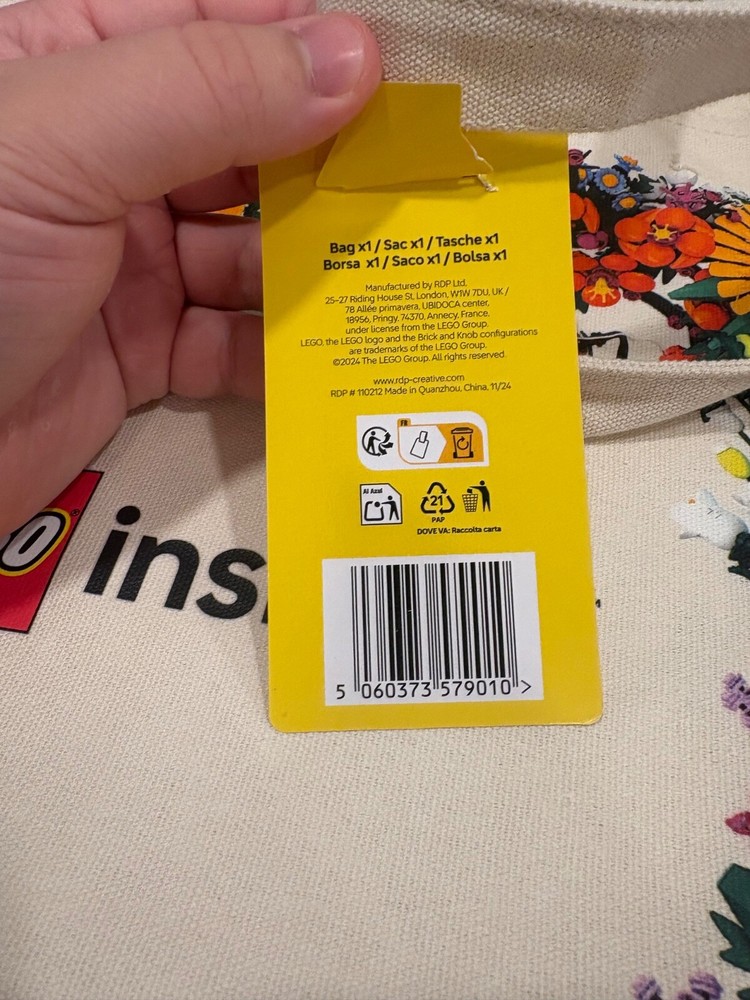 Bag x1 / Sac x1 / Tasche x1
Borsa x1 / Saco x1 / Bolsa x1
Manufactured by RDP Ltd,
25-27 Riding House St, London, W1W 7DU, UK /
78 Allée primavera, UBIDOCA center,
18956, Pringy, 74370, Annecy, France,
under license from the LEGO Group.
LEGO, the LEGO logo and the Brick and Knob configurations
are trademarks of the LEGO Group.
©2024 The LEGO Group. All rights reserved.
www.rdp-creative.com
RDP # 110212 Made in Quanzhou, China, 11/24
FR
21
PAP
DOVE VA: Raccolta carta
O®
ins
5 060373 579010 >